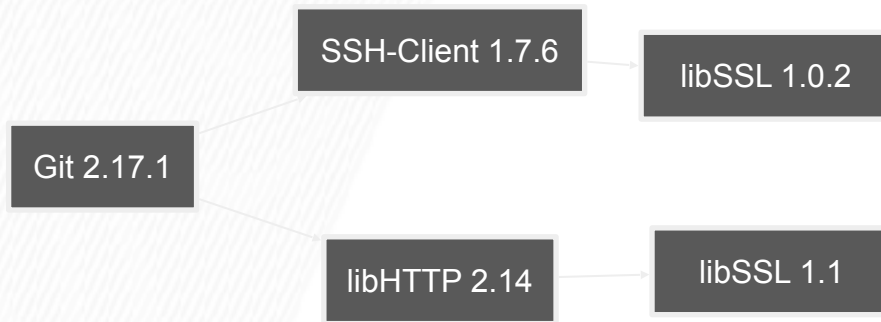 SSH-Client 1.7.6
libSSL 1.0.2
Git 2.17.1
libHTTP 2.14
libSSL 1.1